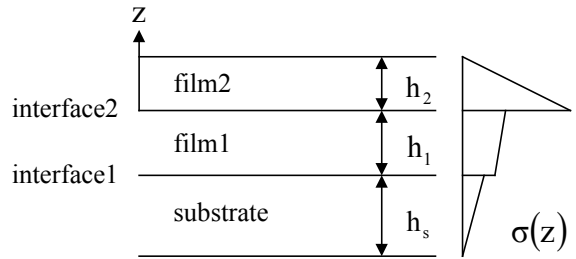 z
film2
h₂
interface2
film1
h₁
interface1
substrate
hₛ
σ(z)